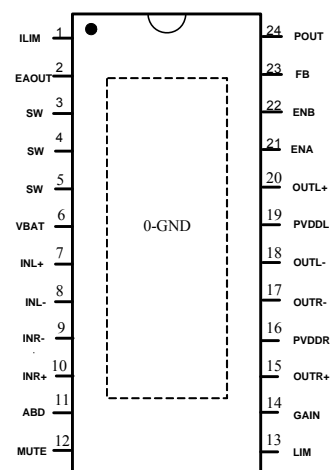 ILIM 1 24 POUT
EAOUT 2 23 FB
SW 3 22 ENB
SW 4 21 ENA
SW 5 20 OUTL+
VBAT 6 19 PVDDL
0-GND
INL+ 7 18 OUTL-
INL- 8 17 OUTR-
INR- 9 16 PVDDR
INR+ 10 15 OUTR+
ABD 11 14 GAIN
MUTE 12 13 LIM